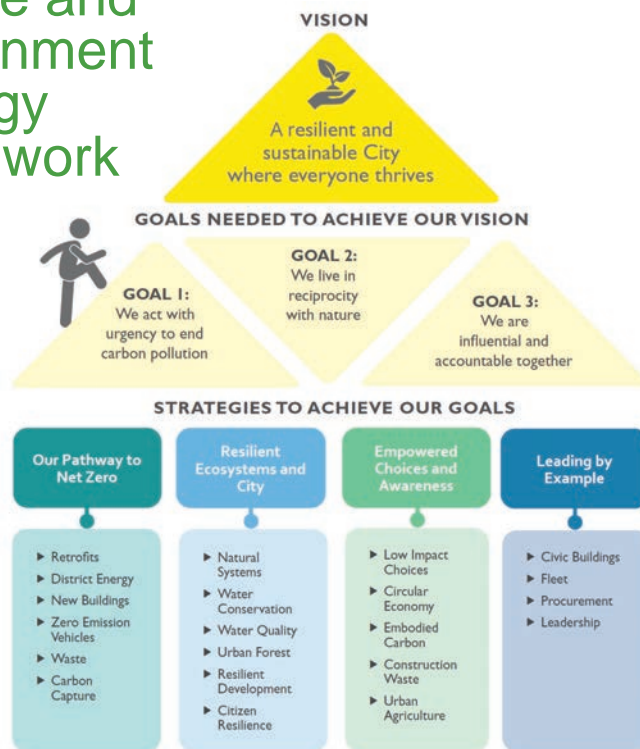 e and
nment
gy
work
VISION
A resilient and
sustainable City
where everyone thrives
GOALS NEEDED TO ACHIEVE OUR VISION
GOAL 1:
We act with
urgency to end
carbon pollution
GOAL 2:
We live in
reciprocity
with nature
GOAL 3:
We are
influential and
accountable together
STRATEGIES TO ACHIEVE OUR GOALS
Our Pathway to
Net Zero
▶ Retrofits
▶ District Energy
▶ New Buildings
▶ Zero Emission
Vehicles
▶ Waste
▶ Carbon
Capture
Resilient
Ecosystems and
City
▶ Natural
Systems
▶ Water
Conservation
▶ Water Quality
▶ Urban Forest
▶ Resilient
Development
▶ Citizen
Resilience
Empowered
Choices and
Awareness
▶ Low Impact
Choices
▶ Circular
Economy
▶ Embodied
Carbon
▶ Construction
Waste
▶ Urban
Agriculture
Leading by
Example
▶ Civic Buildings
▶ Fleet
▶ Procurement
▶ Leadership